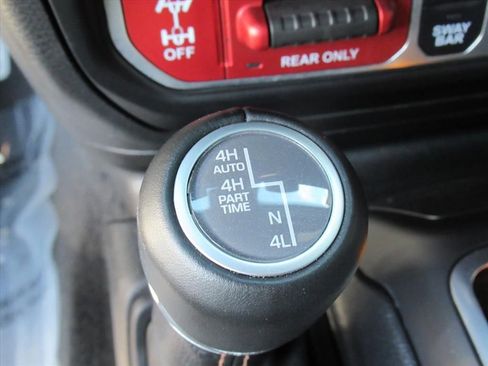 OFF
REAR ONLY
SWAY
BAR
4H
AUTO
4H
PART
TIME
N
4L